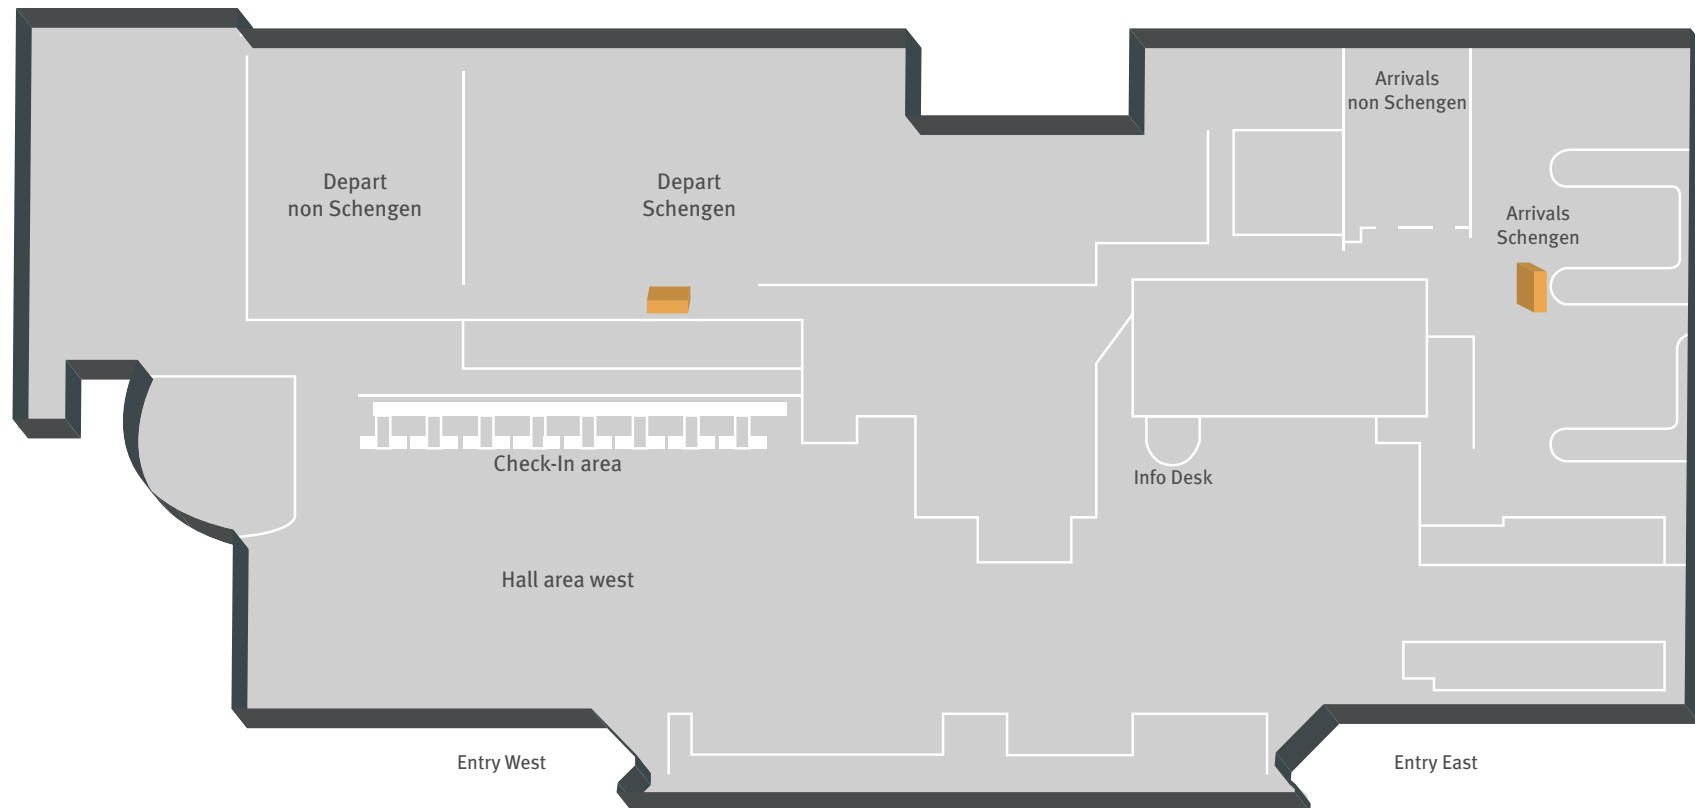 Arrivals
non Schengen
Depart
non Schengen
Depart
Schengen
Arrivals
Schengen
Check-In area
Info Desk
Hall area west
Entry West
Entry East